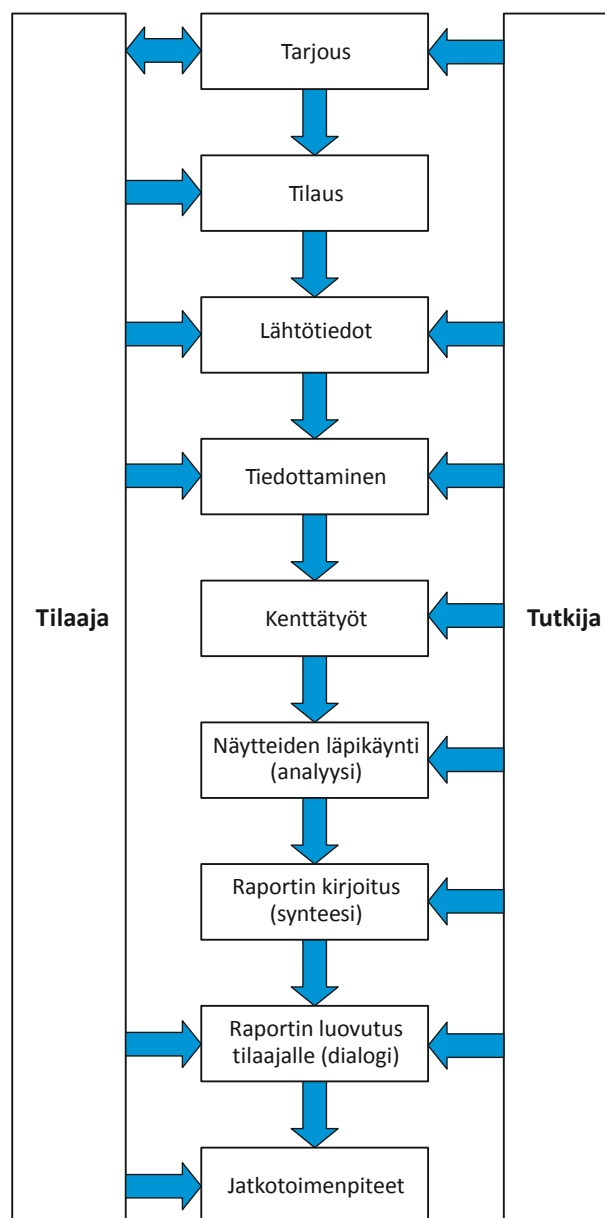 Tarjous
Tilaus
Lähtötiedot
Tiedottaminen
Tilaaja
Kenttätyöt
Tutkija
Näytteiden läpikäynti
(analyysi)
Raportin kirjoitus
(synteesi)
Raportin luovutus
tilaajalle (dialogi)
Jatkotoimenpiteet